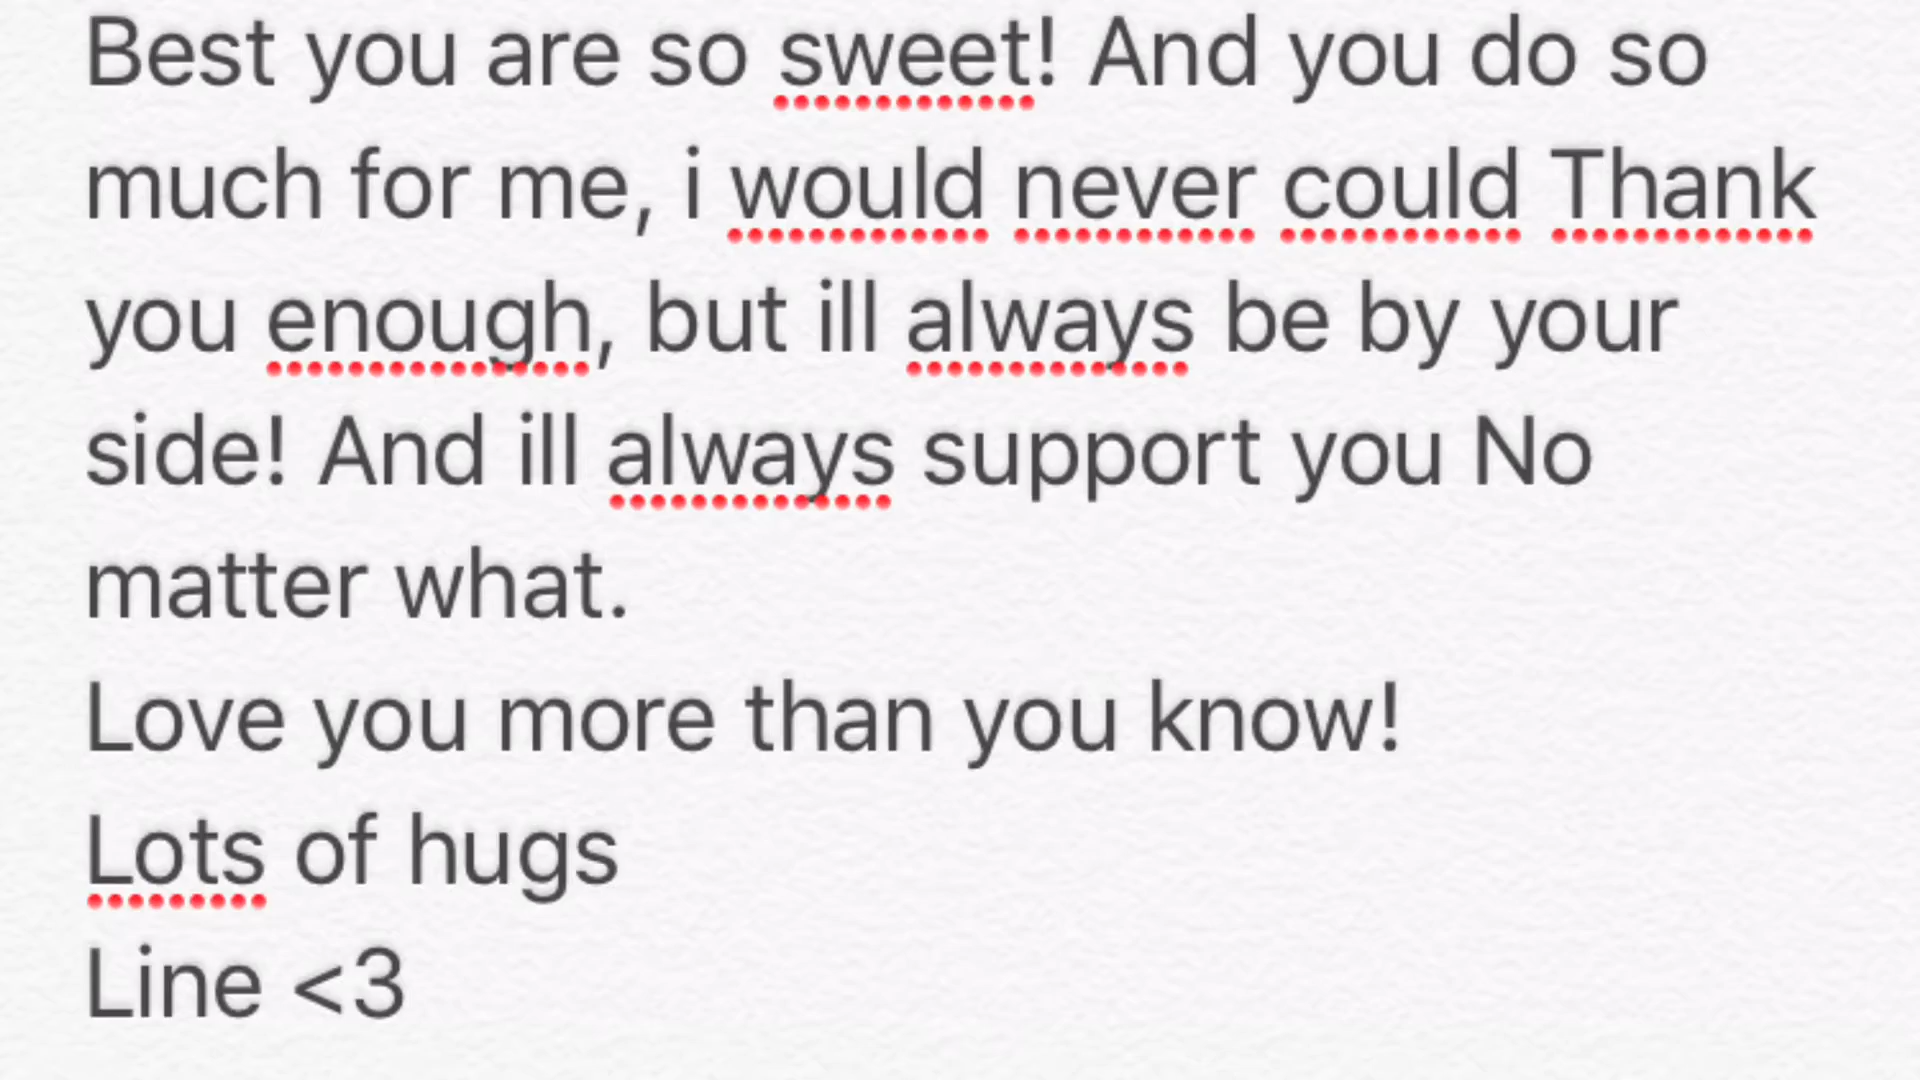 Best you are so sweet! And you do so
much for me, i would never could Thank
you enough, but ill always be by your
side! And ill always support you No
matter what.
Love you more than you know!
Lots of hugs
Line <3